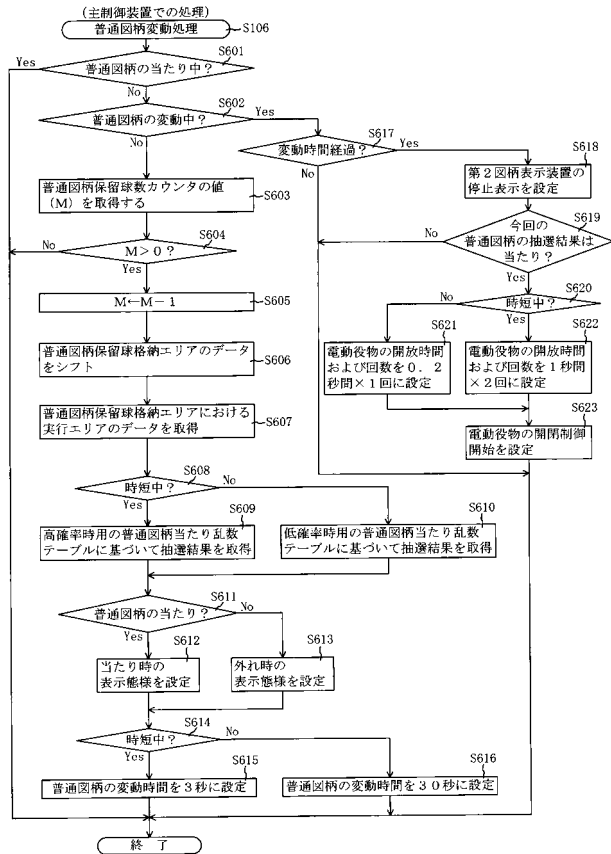 (主制御装置での処理)
普通図柄変動処理
S106
S601
Yes
普通図柄の当たり中?
No
S602
普通図柄の変動中?
Yes
No
S617
変動時間経過?
Yes
No
S618
第2図柄表示装置の
停止表示を設定
普通図柄保留球数カウンタの値
(M)を取得する
S603
S619
今回の
普通図柄の抽選結果は
当たり?
No
Yes
S604
No
M>0?
Yes
S620
時短中?
No
Yes
M←M-1
S605
S621
電動役物の開放時間
および回数を0.2
秒間×1回に設定
S622
電動役物の開放時間
および回数を1秒間
×2回に設定
普通図柄保留球格納エリアのデータ
をシフト
S606
S623
電動役物の開閉制御
開始を設定
普通図柄保留球格納エリアにおける
実行エリアのデータを取得
S607
S608
時短中?
No
Yes
S609
高確率時用の普通図柄当たり乱数
テーブルに基づいて抽選結果を取得
S610
低確率時用の普通図柄当たり乱数
テーブルに基づいて抽選結果を取得
S611
普通図柄の当たり?
No
Yes
S612
当たり時の
表示態様を設定
S613
外れ時の
表示態様を設定
S614
時短中?
No
Yes
S615
普通図柄の変動時間を3秒に設定
S616
普通図柄の変動時間を30秒に設定
終 了